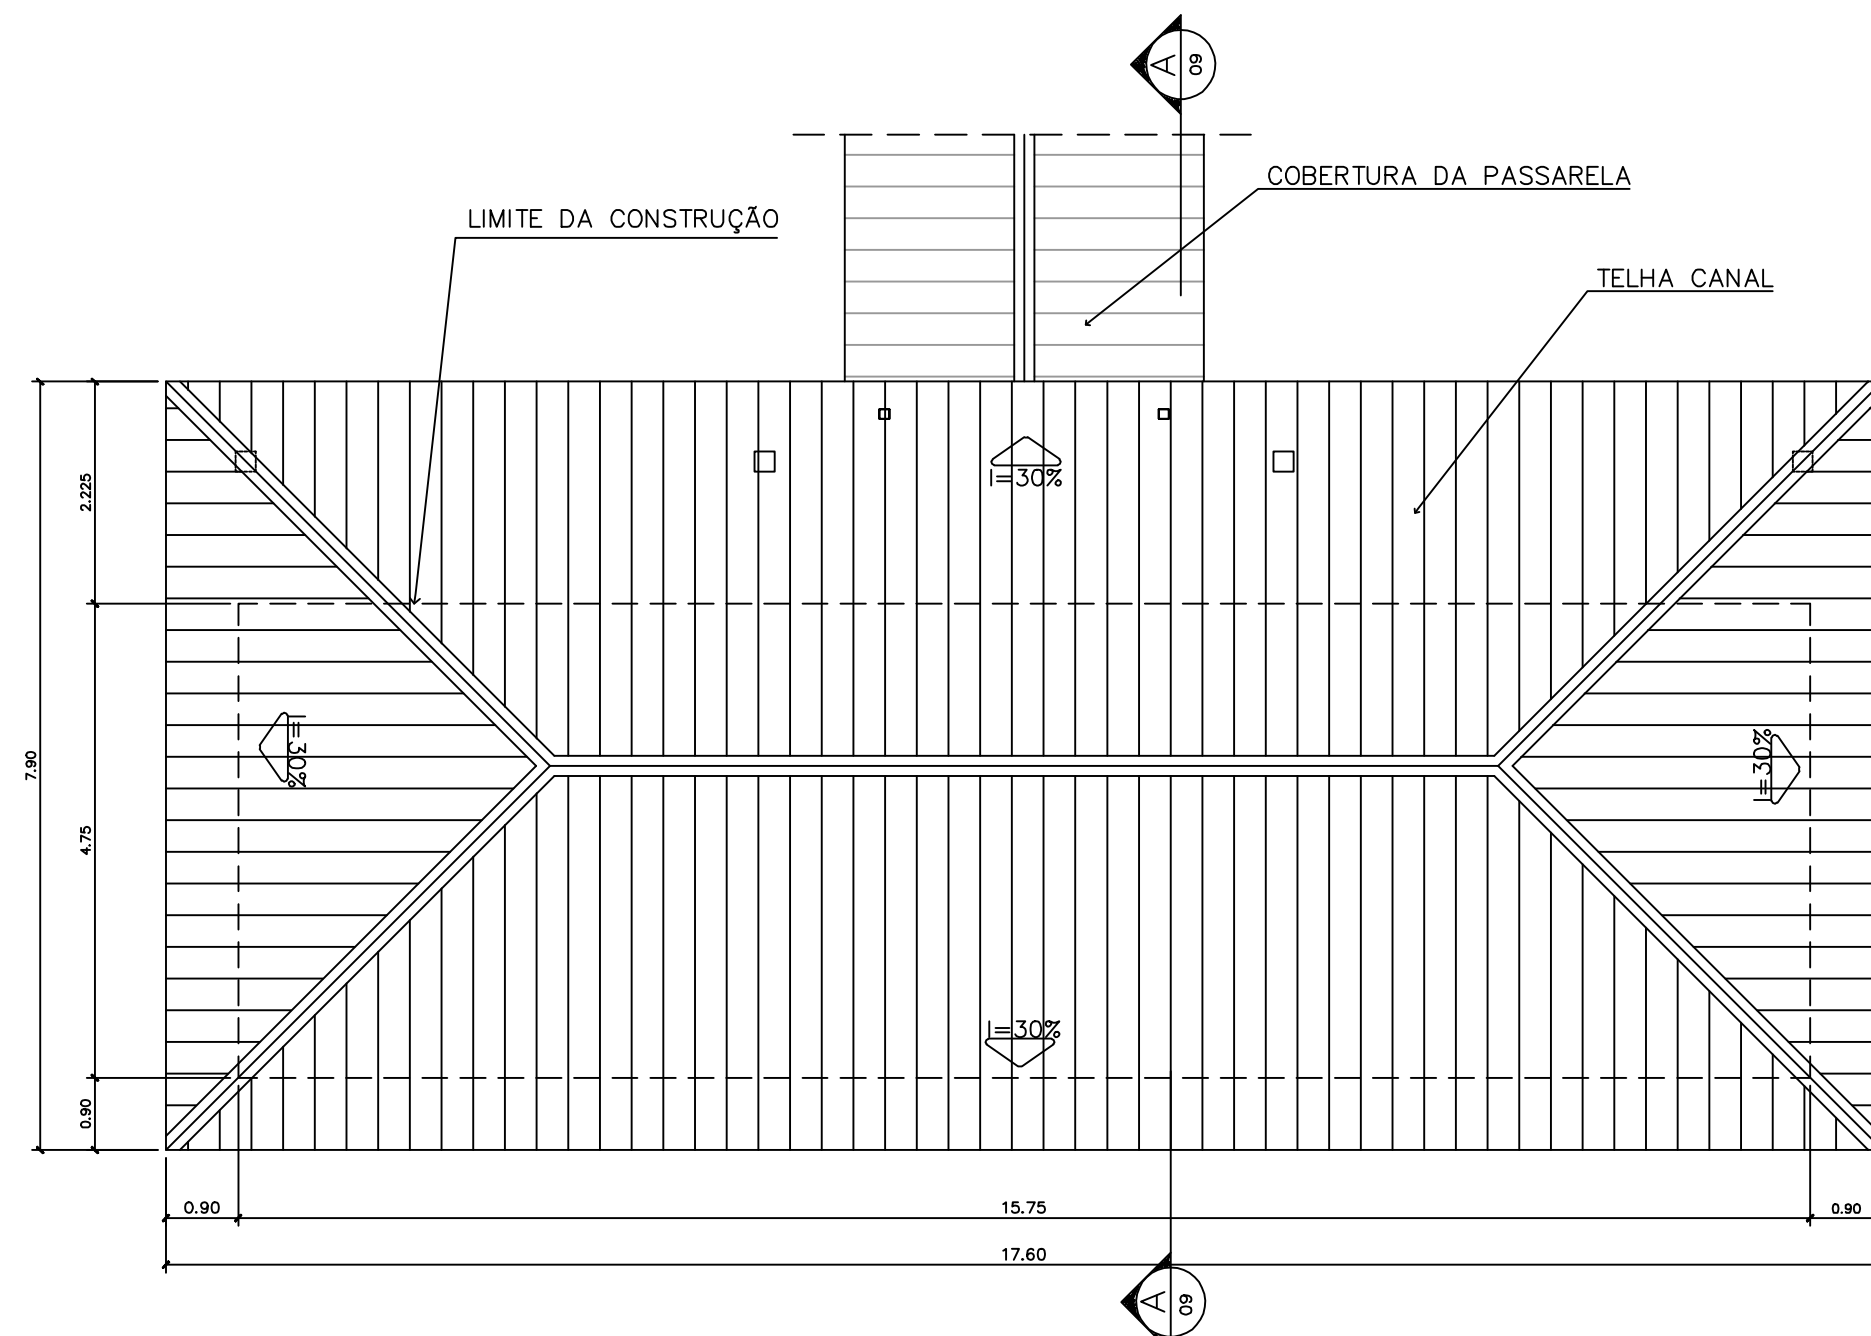 A
09
COBERTURA DA PASSARELA
LIMITE DA CONSTRUÇÃO
TELHA CANAL
I=30%
2.225
I=30%
I=30%
7.90
4.75
I=30%
0.90
0.90
15.75
0.90
17.60
A
09